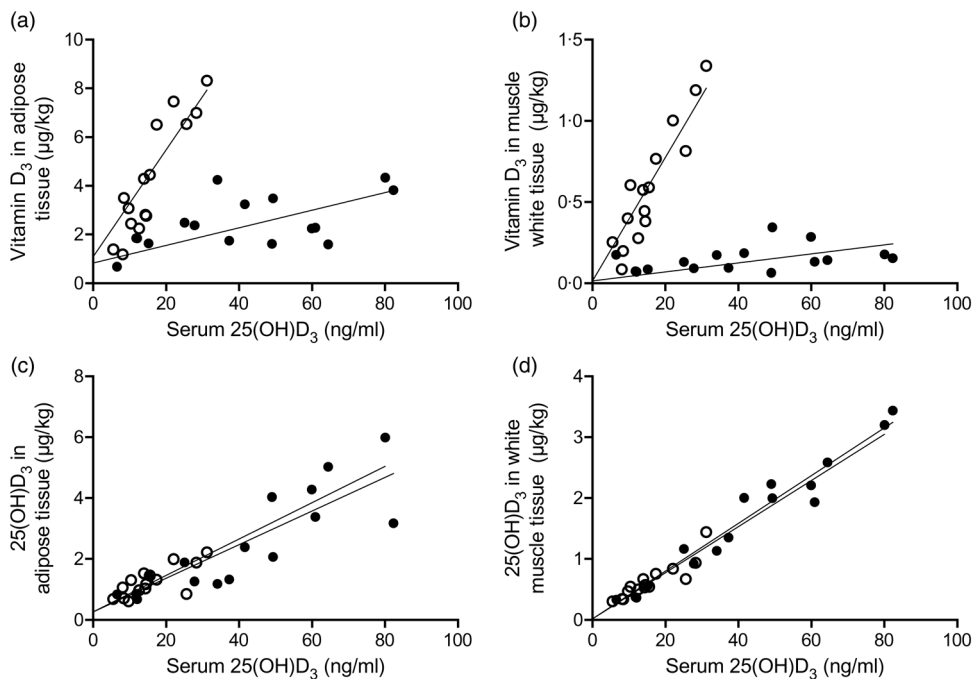 (a)
Vitamin D3 in adipose
tissue (μg/kg)
10
8
6
4
2
0
0 20 40 60 80 100
Serum 25(OH)D3 (ng/ml)
(b)
Vitamin D3 in muscle
white tissue (μg/kg)
1·5
1·0
0·5
0·0
0 20 40 60 80 100
Serum 25(OH)D3 (ng/ml)
(c)
25(OH)D3 in
adipose tissue (μg/kg)
8
6
4
2
0
0 20 40 60 80 100
Serum 25(OH)D3 (ng/ml)
(d)
25(OH)D3 in white
muscle tissue (μg/kg)
4
3
2
1
0
0 20 40 60 80 100
Serum 25(OH)D3 (ng/ml)